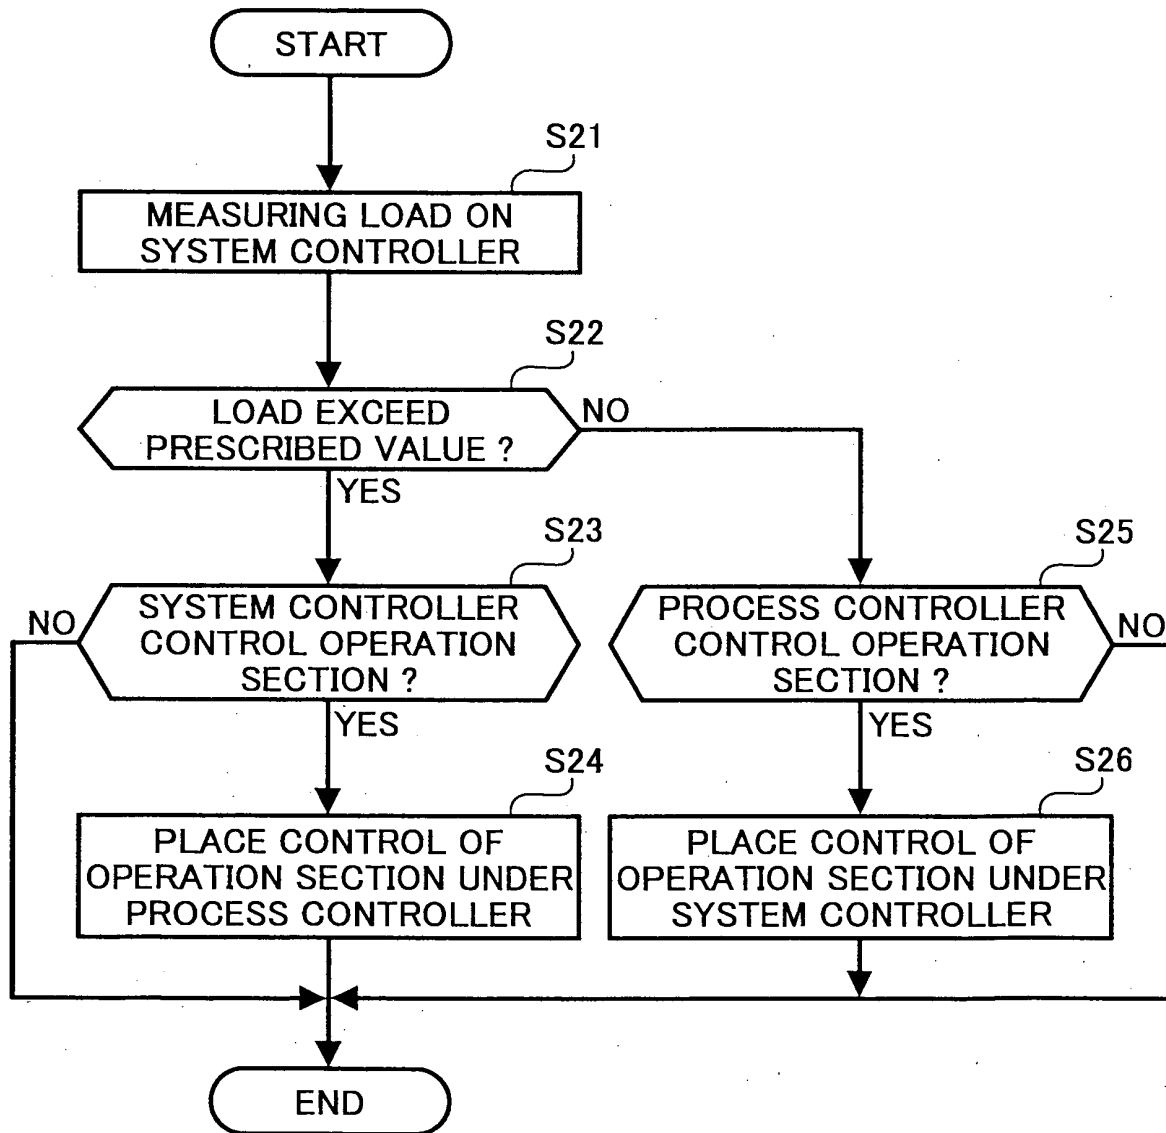 START
S21
MEASURING LOAD ON
SYSTEM CONTROLLER
S22
LOAD EXCEED
PRESCRIBED VALUE ?
NO
YES
S23
SYSTEM CONTROLLER
CONTROL OPERATION
SECTION ?
NO
YES
S25
PROCESS CONTROLLER
CONTROL OPERATION
SECTION ?
NO
YES
S24
PLACE CONTROL OF
OPERATION SECTION UNDER
PROCESS CONTROLLER
S26
PLACE CONTROL OF
OPERATION SECTION UNDER
SYSTEM CONTROLLER
END